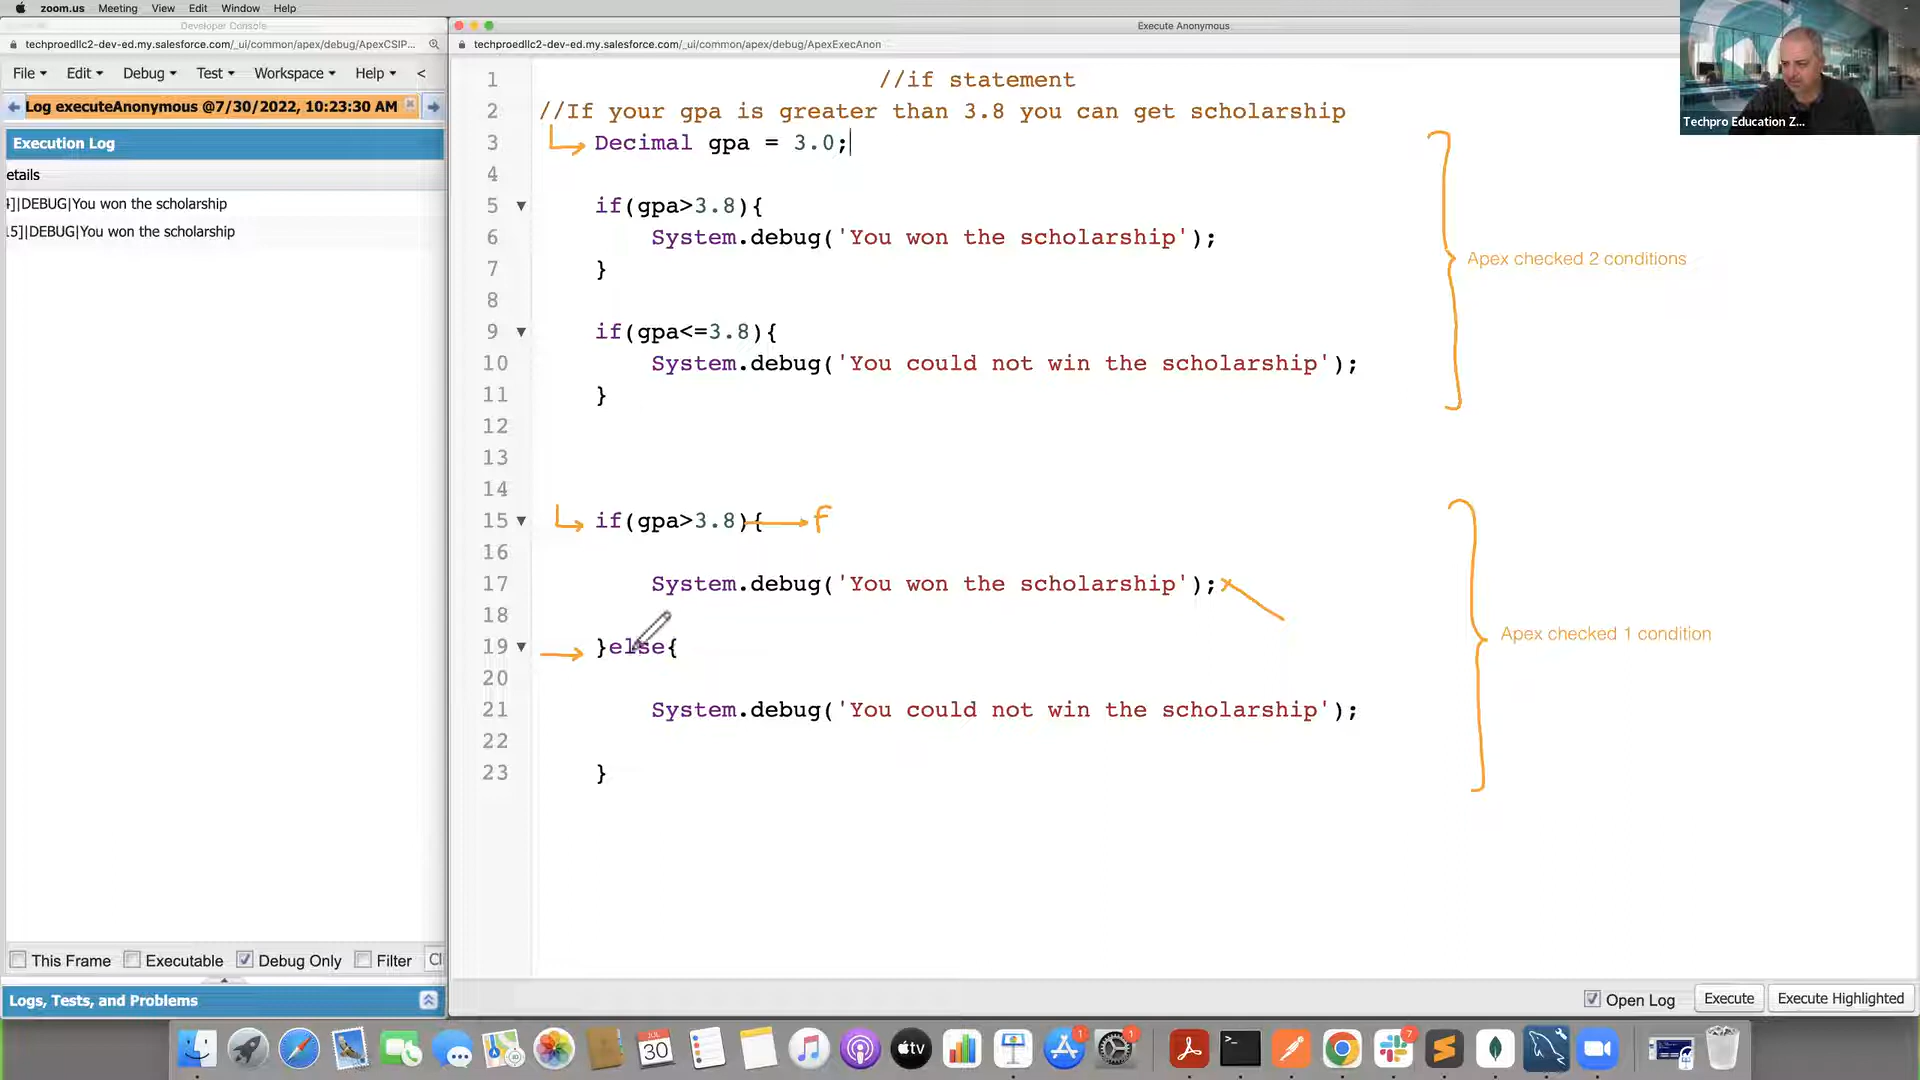 zoom.us Meeting View Edit Window Help
Developer Console
techproedllc2-dev-ed.my.salesforce.com/_ui/common/apex/debug/ApexCSIP...
File Edit Debug Test Workspace Help <
Log executeAnonymous @7/30/2022, 10:23:30 AM
Execution Log
etails
4]|DEBUG|You won the scholarship
15]|DEBUG|You won the scholarship
This Frame Executable Debug Only Filter Cl
Logs, Tests, and Problems
Execute Anonymous
techproedllc2-dev-ed.my.salesforce.com/_ui/common/apex/debug/ApexExecAnon
1 //if statement
2 //If your gpa is greater than 3.8 you can get scholarship
3 Decimal gpa = 3.0;
4
5 if(gpa>3.8){
6 System.debug('You won the scholarship');
7 }
8
9 if(gpa<=3.8){
10 System.debug('You could not win the scholarship');
11 }
12
13
14
15 if(gpa>3.8){ f
16
17 System.debug('You won the scholarship');
18
19 }else{
20
21 System.debug('You could not win the scholarship');
22
23 }
Apex checked 2 conditions
Apex checked 1 condition
Techpro Education Z...
Open Log Execute Execute Highlighted
JUL
30
tv
1
1
7